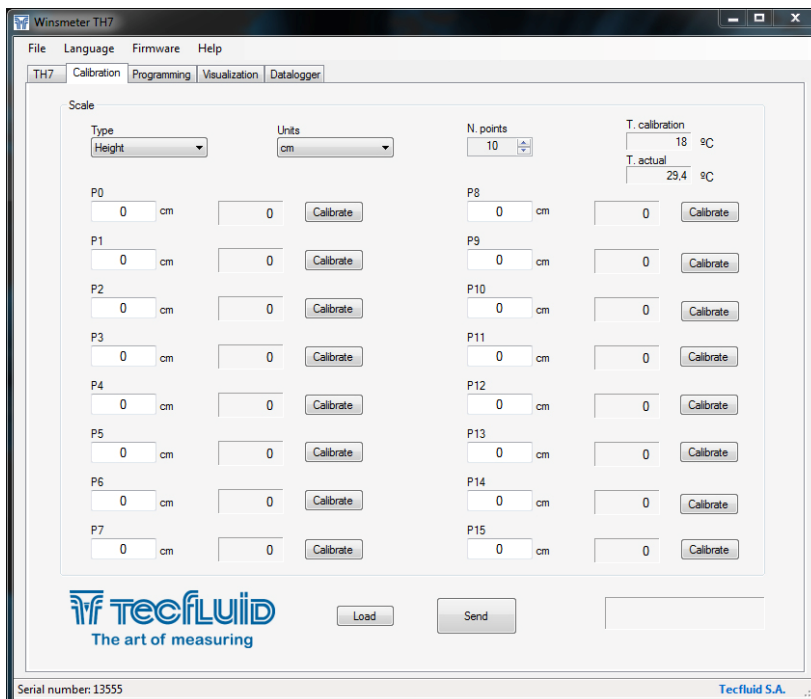 Winsmeter TH7
File Language Firmware Help
TH7 Calibration Programming Visualization Datalogger
Scale
Type Units N. points T. calibration
Height cm 10 18 ºC
T. actual
29,4 ºC
P0 P8
0 cm 0 Calibrate 0 cm 0 Calibrate
P1 P9
0 cm 0 Calibrate 0 cm 0 Calibrate
P2 P10
0 cm 0 Calibrate 0 cm 0 Calibrate
P3 P11
0 cm 0 Calibrate 0 cm 0 Calibrate
P4 P12
0 cm 0 Calibrate 0 cm 0 Calibrate
P5 P13
0 cm 0 Calibrate 0 cm 0 Calibrate
P6 P14
0 cm 0 Calibrate 0 cm 0 Calibrate
P7 P15
0 cm 0 Calibrate 0 cm 0 Calibrate
TECFLUID Load Send
The art of measuring
Serial number: 13555 Tecfluid S.A.